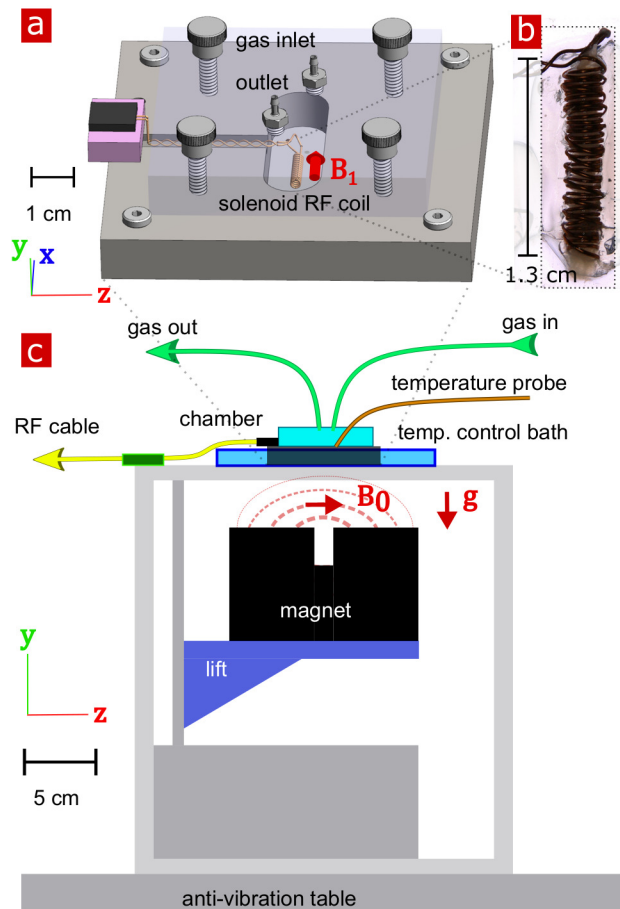 a
gas inlet
outlet
B₁
solenoid RF coil
1 cm
y
x
z
b
1.3 cm
c
gas out
gas in
temperature probe
chamber
RF cable
temp. control bath
B₀
g
magnet
y
lift
z
5 cm
anti-vibration table